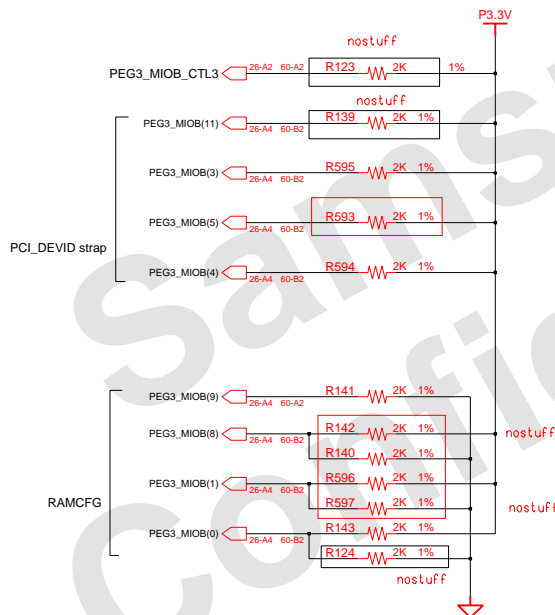 P3.3V
nostuff
PEG3_MIOB_CTL3 26-A2 60-A2 R123 2K 1%
nostuff
PEG3_MIOB(11) 26-A4 60-B2 R139 2K 1%
PEG3_MIOB(3) 26-A4 60-B2 R595 2K 1%
PEG3_MIOB(5) 26-A4 60-B2 R593 2K 1%
PCI_DEVID strap
PEG3_MIOB(4) 26-A4 60-B2 R594 2K 1%
PEG3_MIOB(9) 26-A4 60-A2 R141 2K 1%
PEG3_MIOB(8) 26-A4 60-B2 R142 2K 1% nostuff
R140 2K 1%
PEG3_MIOB(1) 26-A4 60-B2 R596 2K 1%
RAMCFG
R597 2K 1% nostuff
PEG3_MIOB(0) 26-A4 60-B2 R143 2K 1%
R124 2K 1%
nostuff
Sams
Confid